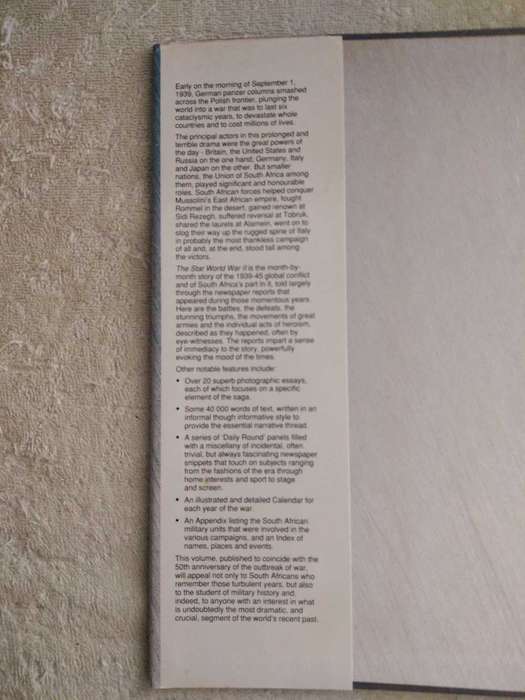 Early on the morning of September 1,
1939, German panzer columns smashed
across the Polish frontier, plunging the
world into a war that was to last six
cataclysmic years, to devastate whole
countries and to cost millions of lives.
The principal actors in this prolonged and
terrible drama were the great powers of
the day - Britain, the United States and
Russia on the one hand; Germany, Italy
and Japan on the other. But smaller
nations, the Union of South Africa among
them, played significant and honourable
roles. South African forces helped conquer
Mussolini's East African empire, fought
Rommel in the desert, gained renown at
Sidi Rezegh, suffered reversal at Tobruk,
shared the laurels at Alamein, went on to
slog their way up the rugged spine of Italy
in probably the most thankless campaign
of all and, at the end, stood tall among
the victors.
The Star World War II is the month-by-
month story of the 1939-45 global conflict
and of South Africa's part in it, told largely
through the newspaper reports that
appeared during those momentous years.
Here are the battles, the defeats, the
stunning triumphs, the movements of great
armies and the individual acts of heroism,
described as they happened, often by
eye-witnesses. The reports impart a sense
of immediacy to the story, powerfully
evoking the mood of the times.
Other notable features include:
• Over 20 superb photographic essays,
each of which focuses on a specific
element of the saga.
• Some 40 000 words of text, written in an
informal though informative style to
provide the essential narrative thread.
• A series of 'Daily Round' panels filled
with a miscellany of incidental, often
trivial, but always fascinating newspaper
snippets that touch on subjects ranging
from the fashions of the era through
home interests and sport to stage
and screen.
• An illustrated and detailed Calendar for
each year of the war.
• An Appendix listing the South African
military units that were involved in the
various campaigns, and an Index of
names, places and events.
This volume, published to coincide with the
50th anniversary of the outbreak of war,
will appeal not only to South Africans who
remember those turbulent years, but also
to the student of military history and,
indeed, to anyone with an interest in what
is undoubtedly the most dramatic, and
crucial, segment of the world's recent past.